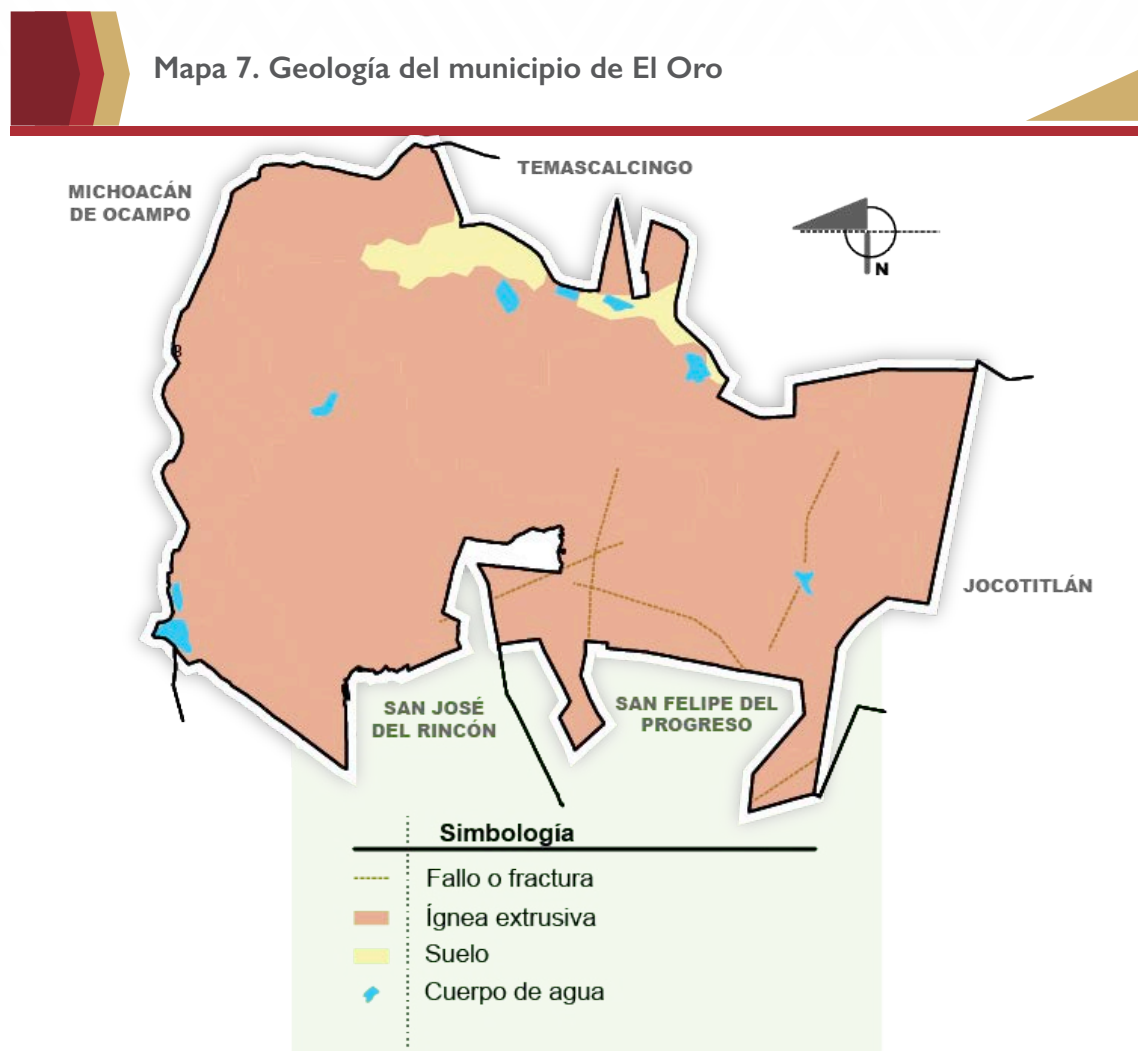 Mapa 7. Geología del municipio de El Oro
TEMASCALCINGO
MICHOACÁN
DE OCAMPO
N
JOCOTITLÁN
SAN JOSÉ
DEL RINCÓN
SAN FELIPE DEL
PROGRESO
Simbología
Fallo o fractura
Ígnea extrusiva
Suelo
Cuerpo de agua